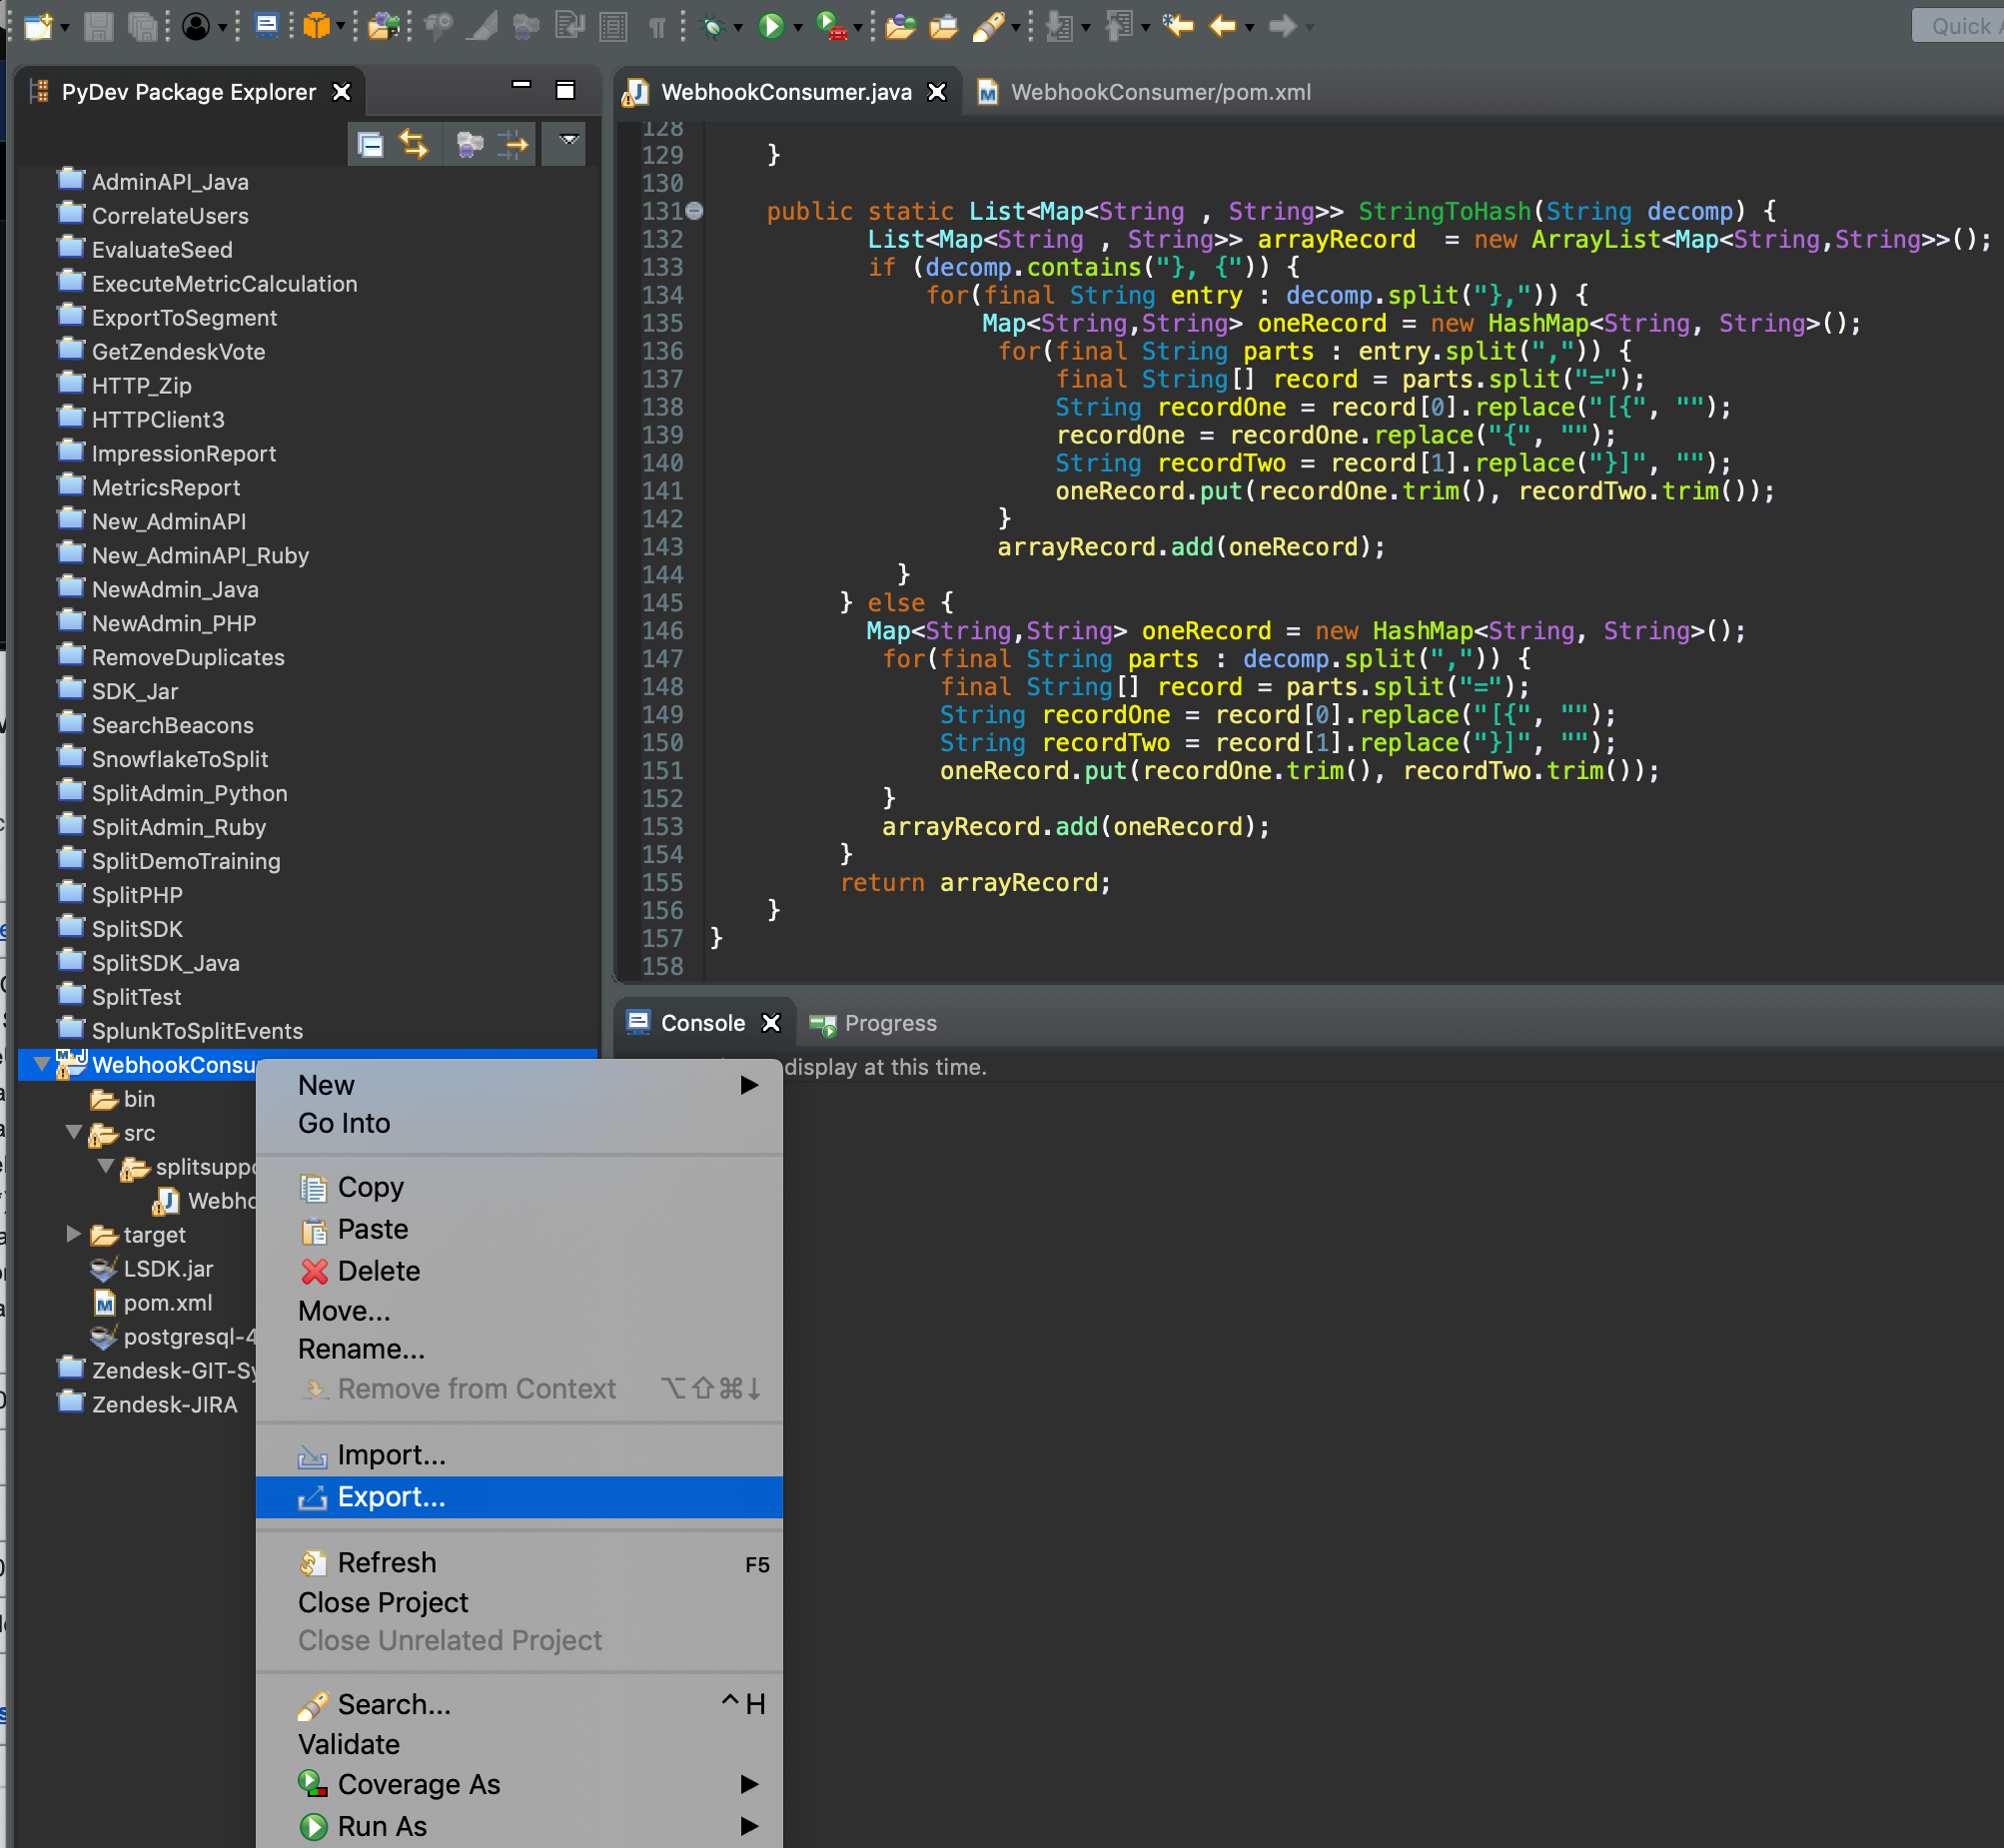 Quick
PyDev Package Explorer
AdminAPI_Java
CorrelateUsers
EvaluateSeed
ExecuteMetricCalculation
ExportToSegment
GetZendeskVote
HTTP_Zip
HTTPClient3
ImpressionReport
MetricsReport
New_AdminAPI
New_AdminAPI_Ruby
NewAdmin_Java
NewAdmin_PHP
RemoveDuplicates
SDK_Jar
SearchBeacons
SnowflakeToSplit
SplitAdmin_Python
SplitAdmin_Ruby
SplitDemoTraining
SplitPHP
SplitSDK
SplitSDK_Java
SplitTest
SplunkToSplitEvents
WebhookConsu
bin
src
splitsuppo
Webho
target
LSDK.jar
pom.xml
postgresql-4
Zendesk-GIT-Sy
Zendesk-JIRA
New
Go Into
Copy
Paste
Delete
Move...
Rename...
Remove from Context ⌥⇧⌘↓
Import...
Export...
Refresh F5
Close Project
Close Unrelated Project
Search... ^H
Validate
Coverage As
Run As
WebhookConsumer.java WebhookConsumer/pom.xml
128
129 }
130
131 public static List<Map<String , String>> StringToHash(String decomp) {
132 List<Map<String , String>> arrayRecord = new ArrayList<Map<String,String>>();
133 if (decomp.contains("}, {")) {
134 for(final String entry : decomp.split("},")) {
135 Map<String,String> oneRecord = new HashMap<String, String>();
136 for(final String parts : entry.split(",")) {
137 final String[] record = parts.split("=");
138 String recordOne = record[0].replace("[{", "");
139 recordOne = recordOne.replace("{", "");
140 String recordTwo = record[1].replace("}]", "");
141 oneRecord.put(recordOne.trim(), recordTwo.trim());
142 }
143 arrayRecord.add(oneRecord);
144 }
145 } else {
146 Map<String,String> oneRecord = new HashMap<String, String>();
147 for(final String parts : decomp.split(",")) {
148 final String[] record = parts.split("=");
149 String recordOne = record[0].replace("[{", "");
150 String recordTwo = record[1].replace("}]", "");
151 oneRecord.put(recordOne.trim(), recordTwo.trim());
152 }
153 arrayRecord.add(oneRecord);
154 }
155 return arrayRecord;
156 }
157 }
158
Console Progress
display at this time.